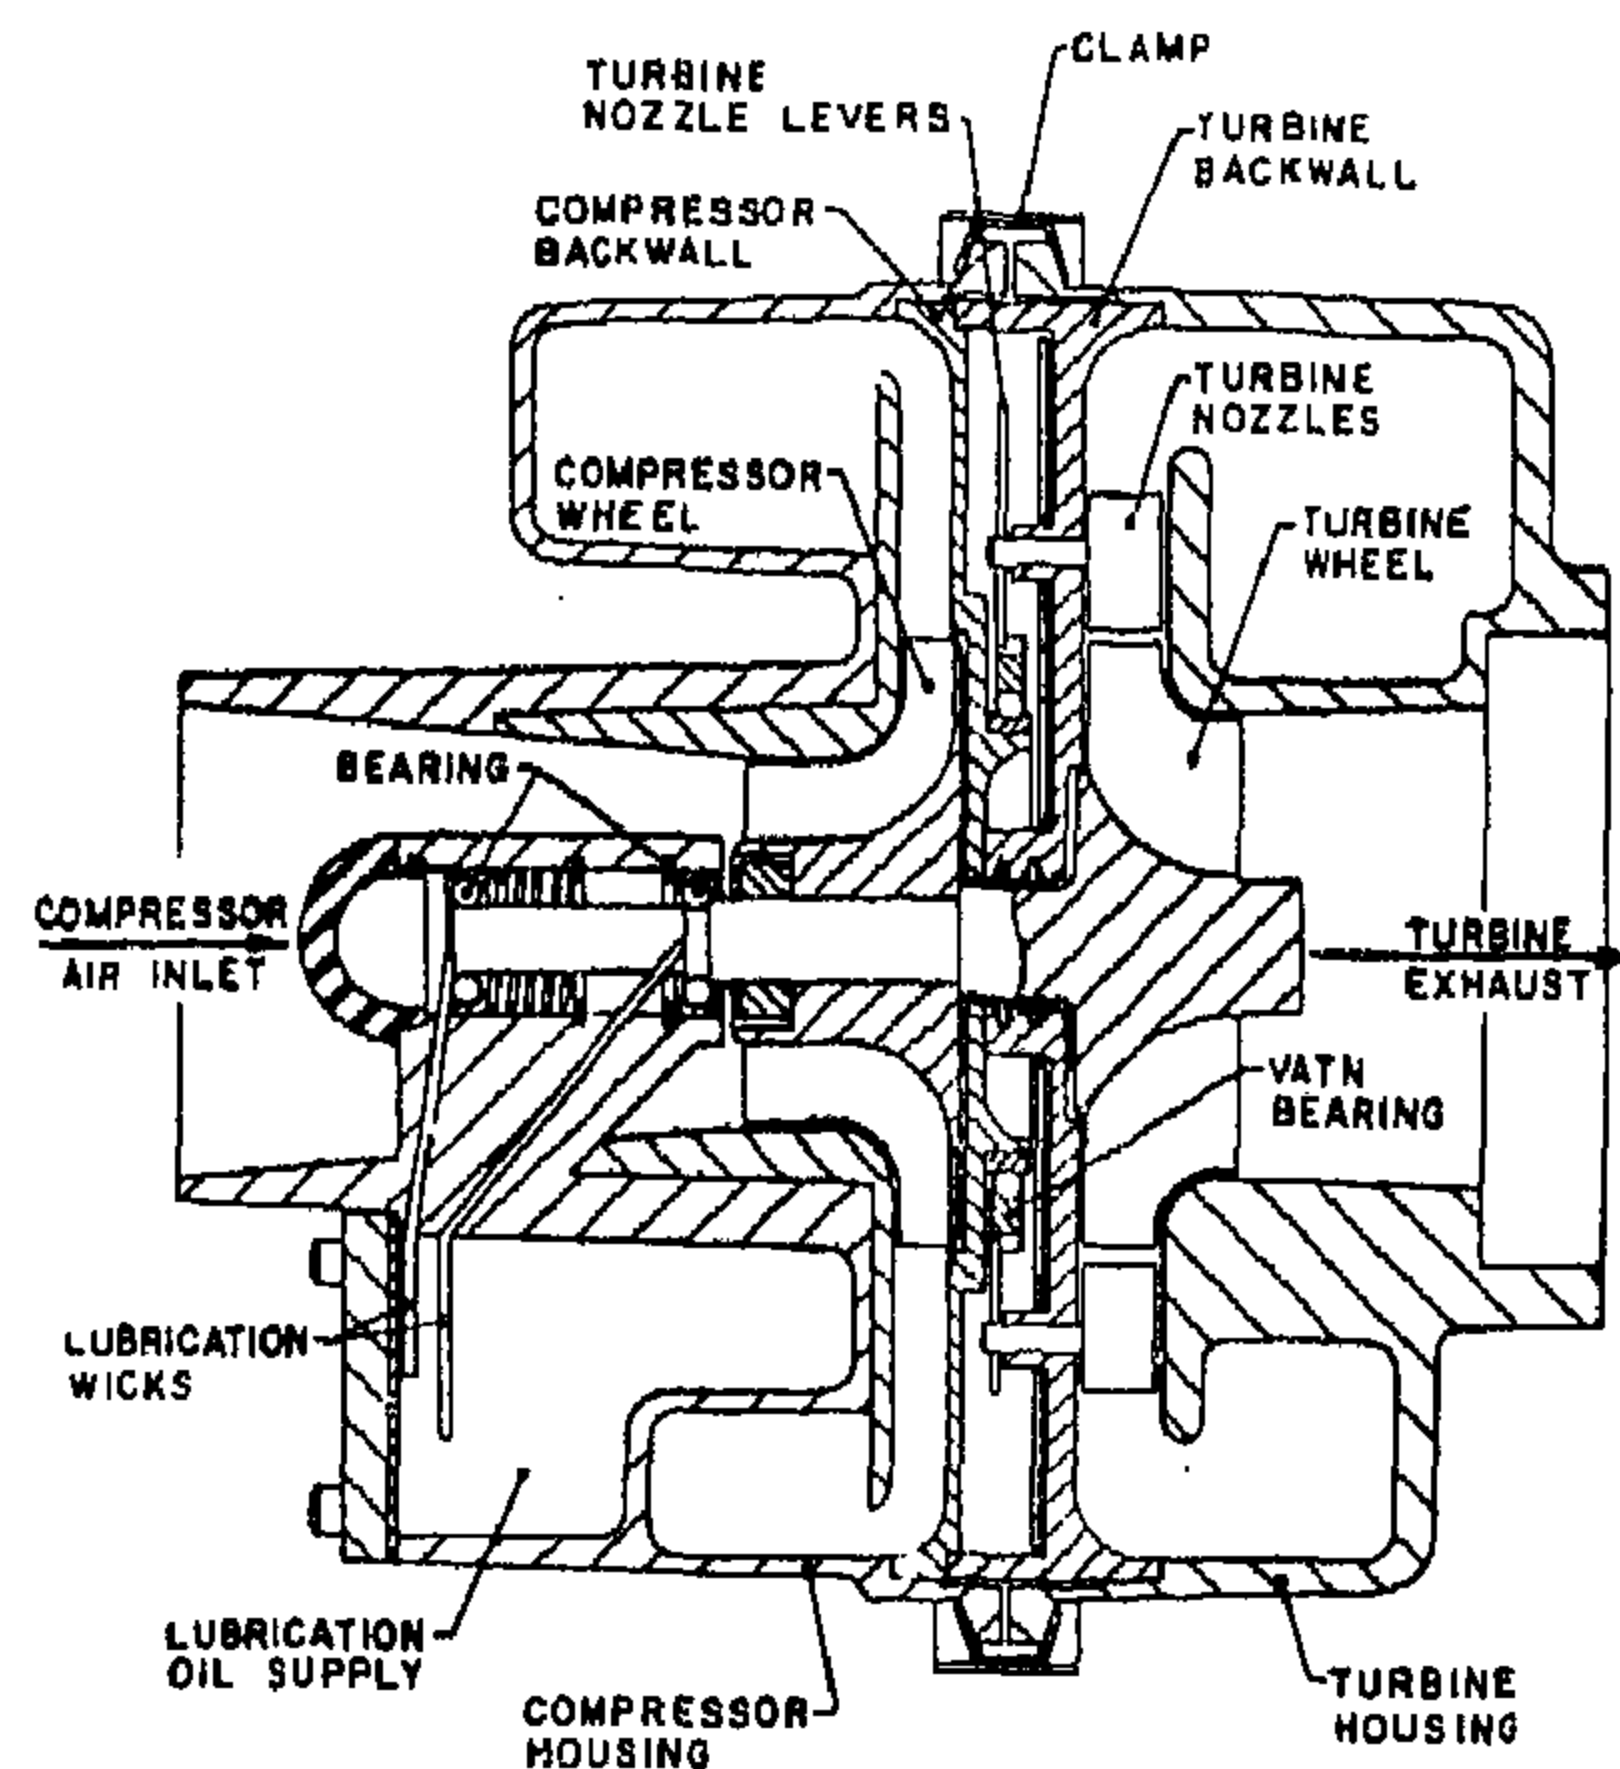 CLAMP
TURBINE
NOZZLE LEVERS
TURBINE
BACKWALL
COMPRESSOR
BACKWALL
TURBINE
NOZZLES
COMPRESSOR
WHEEL
TURBINE
WHEEL
BEARING
COMPRESSOR
AIR INLET
TURBINE
EXHAUST
VATN
BEARING
LUBRICATION
WICKS
LUBRICATION
OIL SUPPLY
COMPRESSOR
HOUSING
TURBINE
HOUSING